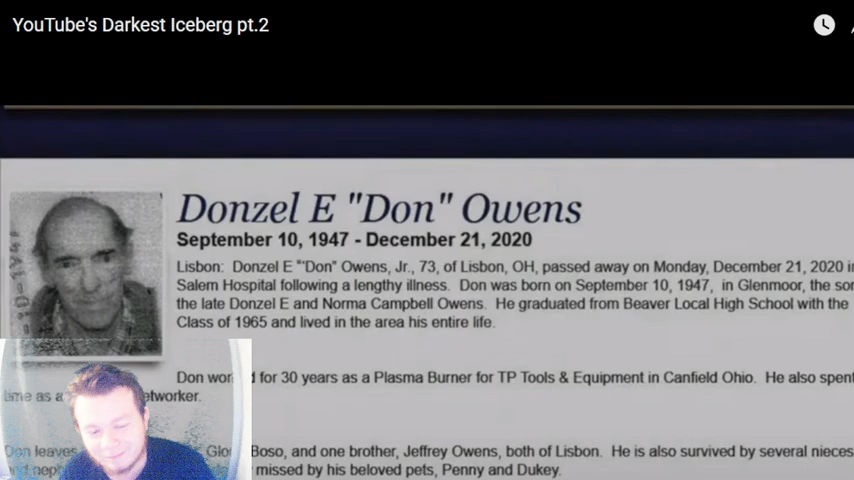 YouTube's Darkest Iceberg pt.2
Donzel E "Don" Owens
September 10, 1947 - December 21, 2020
Lisbon: Donzel E "'Don" Owens, Jr., 73, of Lisbon, OH, passed away on Monday, December 21, 2020 in
Salem Hospital following a lengthy illness. Don was born on September 10, 1947, in Glenmoor, the
the late Donzel E and Norma Campbell Owens. He graduated from Beaver Local High School with the
Class of 1965 and lived in the area his entire life.
Don for 30 years as a Plasma Burner for TP Tools & Equipment in Canfield Ohio. He also spent
time as a
Don leaves Boso, and one brother, Jeffrey Owens, both of Lisbon. He is also survived by several nieces
missed by his beloved pets, Penny and Dukey.